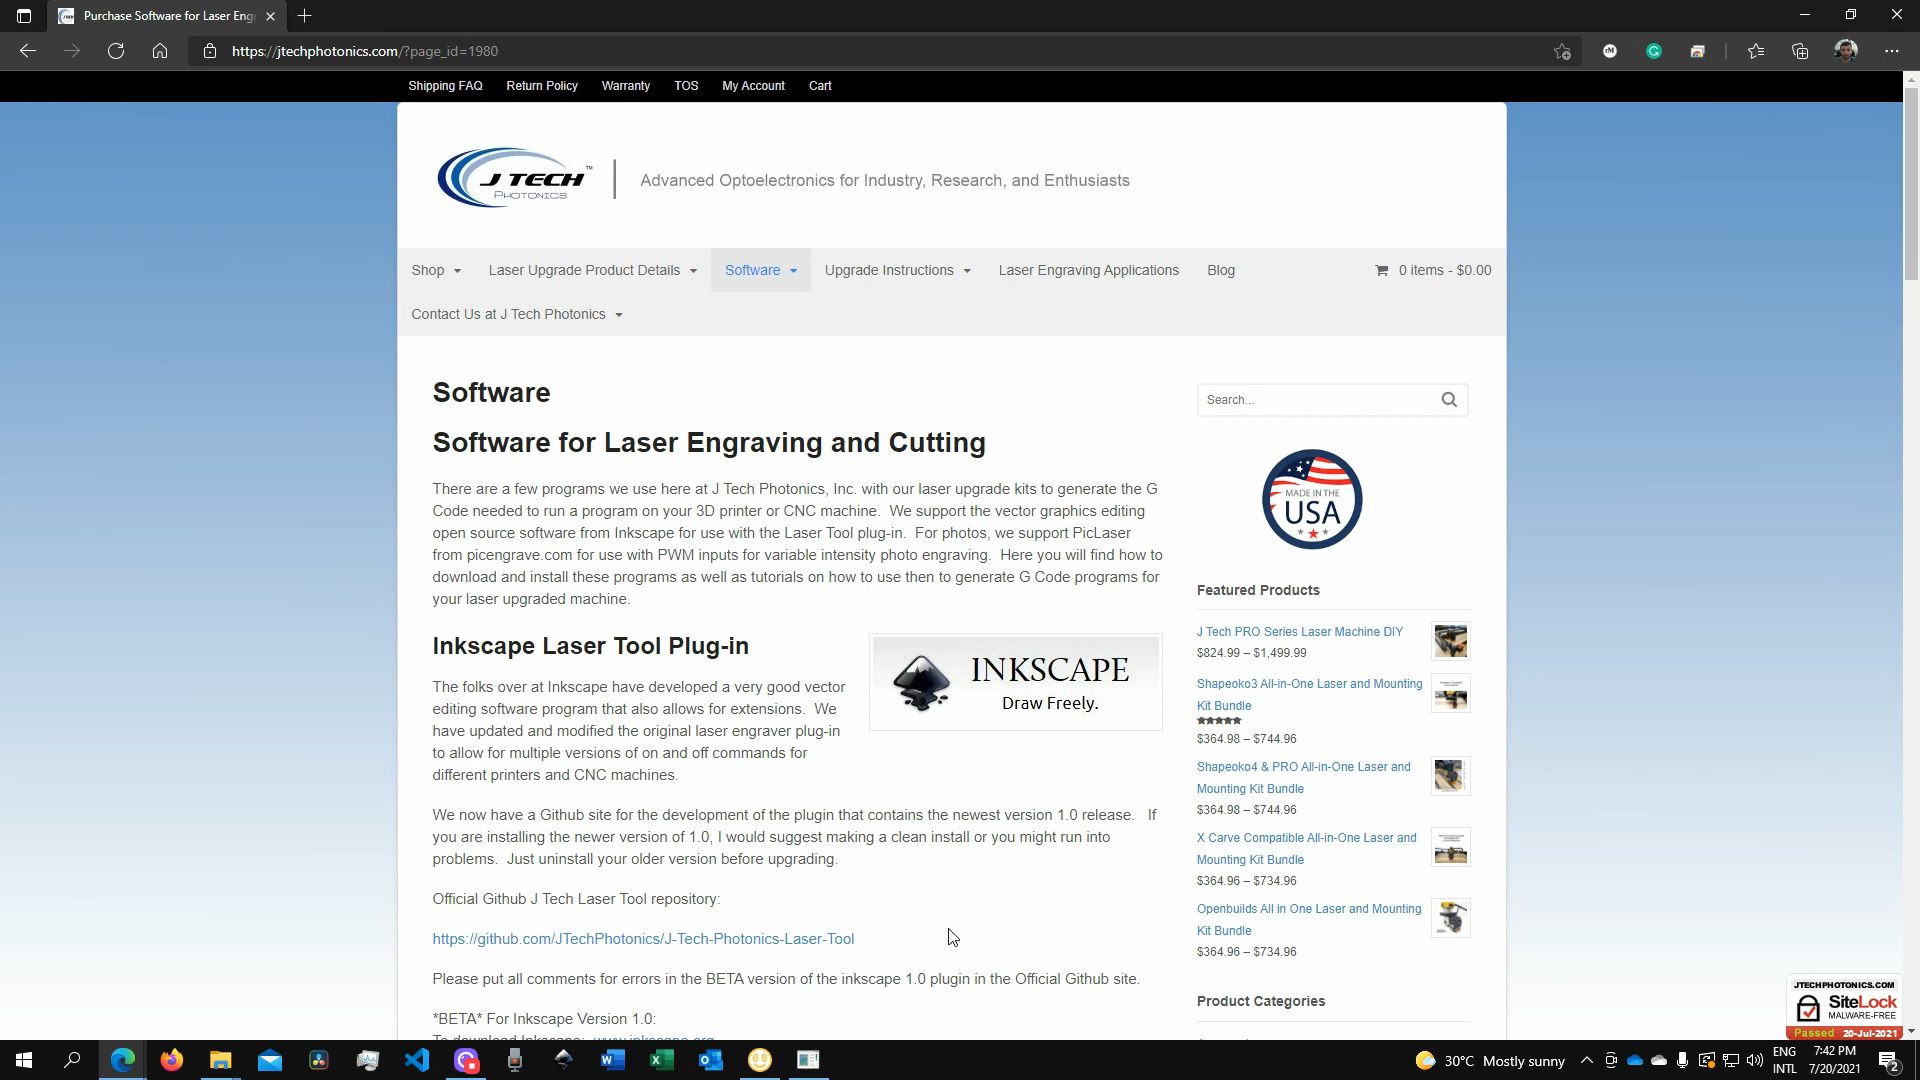 Purchase Software for Laser Eng
https://jtechphotonics.com/?page_id=1980
Shipping FAQ Return Policy Warranty TOS My Account Cart
J TECH ™
PHOTONICS
Advanced Optoelectronics for Industry, Research, and Enthusiasts
Shop Laser Upgrade Product Details Software Upgrade Instructions Laser Engraving Applications Blog 0 items - $0.00
Contact Us at J Tech Photonics
Software
Search...
Software for Laser Engraving and Cutting
There are a few programs we use here at J Tech Photonics, Inc. with our laser upgrade kits to generate the G
Code needed to run a program on your 3D printer or CNC machine. We support the vector graphics editing
open source software from Inkscape for use with the Laser Tool plug-in. For photos, we support PicLaser
from picengrave.com for use with PWM inputs for variable intensity photo engraving. Here you will find how to
download and install these programs as well as tutorials on how to use then to generate G Code programs for
your laser upgraded machine.
MADE IN THE
USA
Inkscape Laser Tool Plug-in
INKSCAPE
Draw Freely.
The folks over at Inkscape have developed a very good vector
editing software program that also allows for extensions. We
have updated and modified the original laser engraver plug-in
to allow for multiple versions of on and off commands for
different printers and CNC machines.
We now have a Github site for the development of the plugin that contains the newest version 1.0 release. If
you are installing the newer version of 1.0, I would suggest making a clean install or you might run into
problems. Just uninstall your older version before upgrading.
Official Github J Tech Laser Tool repository:
https://github.com/JTechPhotonics/J-Tech-Photonics-Laser-Tool
Please put all comments for errors in the BETA version of the inkscape 1.0 plugin in the Official Github site.
*BETA* For Inkscape Version 1.0:
To download Inkscape: www.inkscape.org
Featured Products
J Tech PRO Series Laser Machine DIY
$824.99 – $1,499.99
Shapeoko3 All-in-One Laser and Mounting
Kit Bundle
$364.98 – $744.96
Shapeoko4 & PRO All-in-One Laser and
Mounting Kit Bundle
$364.98 – $744.96
X Carve Compatible All-in-One Laser and
Mounting Kit Bundle
$364.96 – $734.96
Openbuilds All in One Laser and Mounting
Kit Bundle
$364.96 – $734.96
Product Categories
JTECHPHOTONICS.COM
SiteLock
MALWARE-FREE
Passed 20-Jul-2021
30°C Mostly sunny
ENG
INTL
7:42 PM
7/20/2021
2